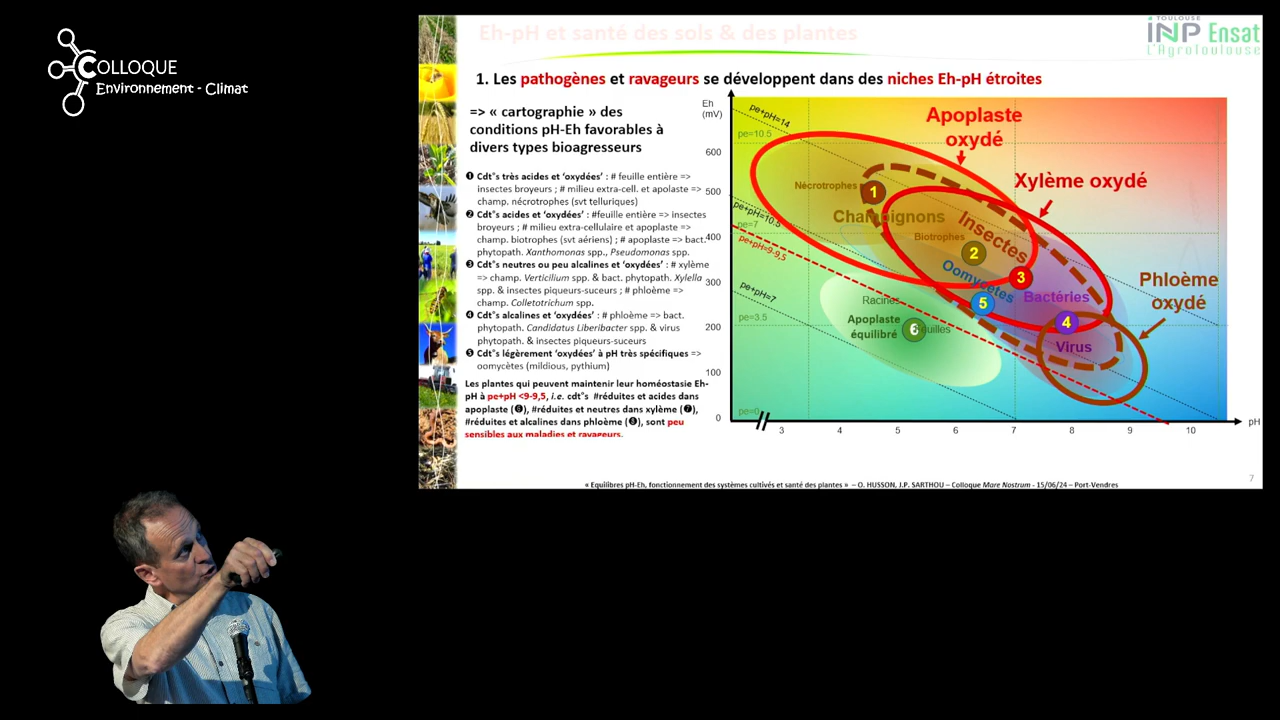 COLLOQUE
Environnement - Climat
Eh-pH et santé des sols & des plantes
TOULOUSE
INP Ensat
L'AgroToulouse
1. Les pathogènes et ravageurs se développent dans des niches Eh-pH étroites
=> « cartographie » des
conditions pH-Eh favorables à
divers types bioagresseurs
❶ Cdt°s très acides et 'oxydées' : # feuille entière =>
insectes broyeurs ; # milieu extra-cell. et apolaste =>
champ. nécrotrophes (svt telluriques)
❷ Cdt°s acides et 'oxydées' : #feuille entière => insectes
broyeurs ; # milieu extra-cellulaire et apoplaste =>
champ. biotrophes (svt aériens) ; # apoplaste => bact.
phytopath. Xanthomonas spp., Pseudomonas spp.
❸ Cdt°s neutres ou peu alcalines et 'oxydées' : # xylème
=> champ. Verticilium spp. & bact. phytopath. Xylella
spp. & insectes piqueurs-suceurs ; # phloème =>
champ. Colletotrichum spp.
❹ Cdt°s alcalines et 'oxydées' : # phloème => bact.
phytopath. Candidatus Liberibacter spp. & virus
phytopath. & insectes piqueurs-suceurs
❺ Cdt°s légèrement 'oxydées' à pH très spécifiques =>
oomycètes (mildious, pythium)
Les plantes qui peuvent maintenir leur homéostasie Eh-
pH à pe+pH <9-9,5, i.e. cdt°s #réduites et acides dans
apoplaste (❻), #réduites et neutres dans xylème (❼),
#réduites et alcalines dans phloème (❽), sont peu
sensibles aux maladies et ravageurs.
Eh
(mV)
600
500
400
300
200
100
0
pe+pH=14
pe=10.5
pe+pH=10.5
pe=7
pe+pH=9-9,5
pe+pH=7
pe=3.5
pe=0
Apoplaste
oxydé
Xylème oxydé
Phloème
oxydé
Nécrotrophes
1
Champignons
Biotrophes
2
Insectes
3
Oomycètes
5
Bactéries
4
Virus
Racines
Apoplaste
équilibré
6
Feuilles
3 4 5 6 7 8 9 10
pH
7
« Equilibres pH-Eh, fonctionnement des systèmes cultivés et santé des plantes » – O. HUSSON, J.P. SARTHOU – Colloque Mare Nostrum - 15/06/24 – Port-Vendres